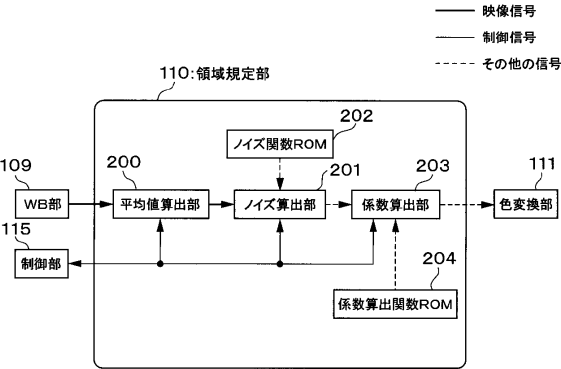 映像信号
制御信号
その他の信号
110:領域規定部
202
ノイズ関数ROM
109
200
201
203
111
WB部
平均値算出部
ノイズ算出部
係数算出部
色変換部
115
制御部
204
係数算出関数ROM